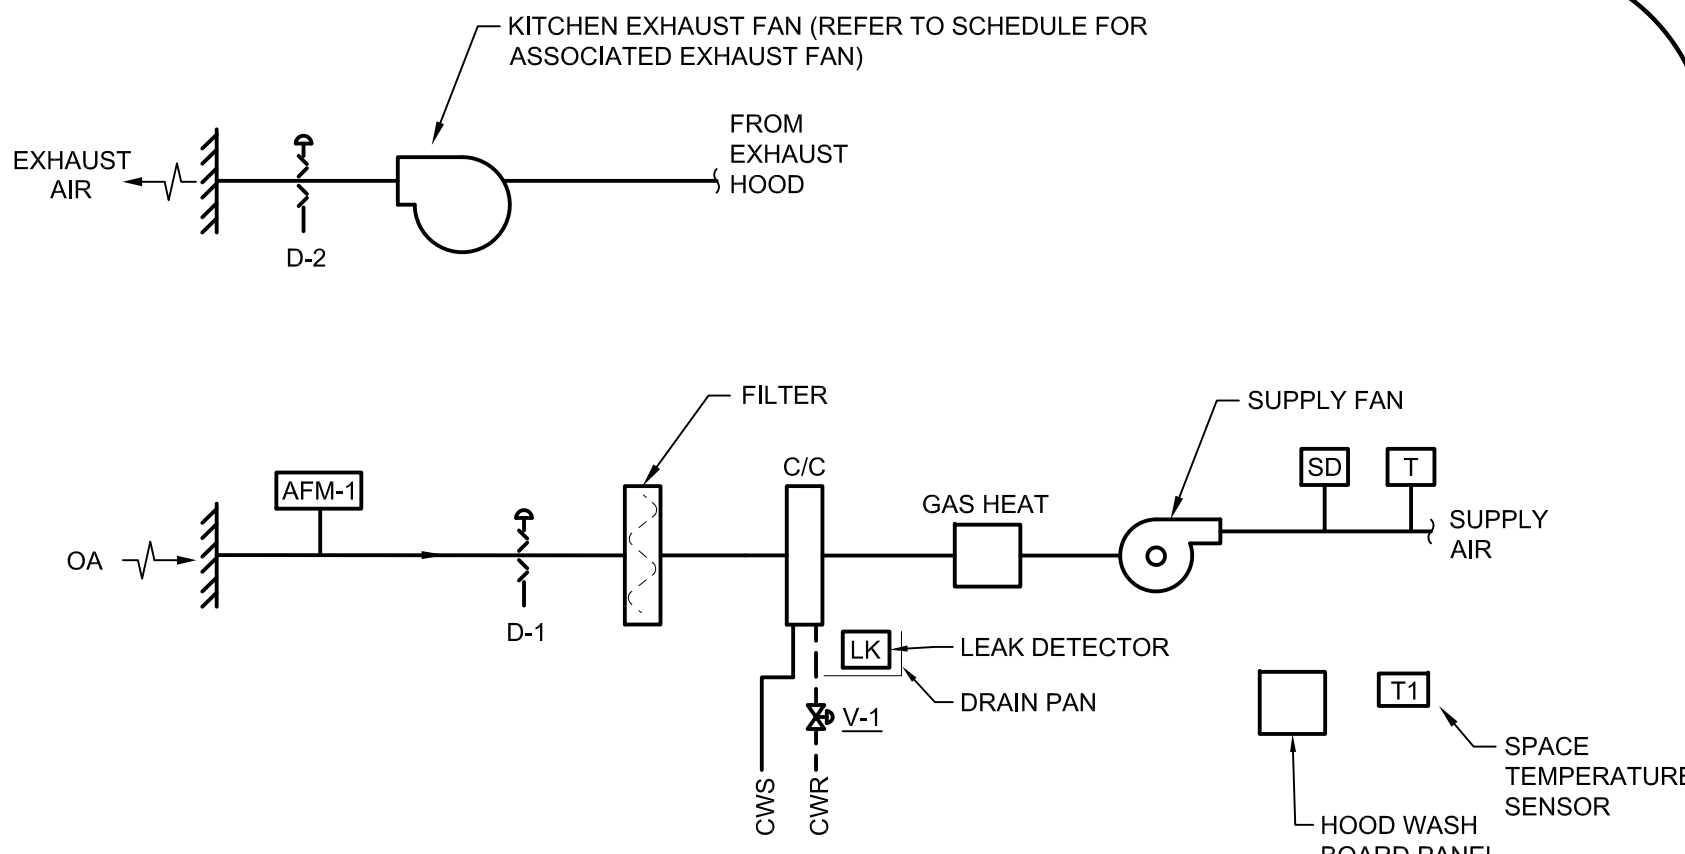 KITCHEN EXHAUST FAN (REFER TO SCHEDULE FOR
ASSOCIATED EXHAUST FAN)
FROM
EXHAUST
HOOD
EXHAUST
AIR
D-2
FILTER
SUPPLY FAN
AFM-1
C/C
GAS HEAT
SD
T
SUPPLY
AIR
OA
D-1
LK
LEAK DETECTOR
DRAIN PAN
V-1
CWS
CWR
T1
SPACE
TEMPERATURE
SENSOR
HOOD WASH
BOARD PANEL